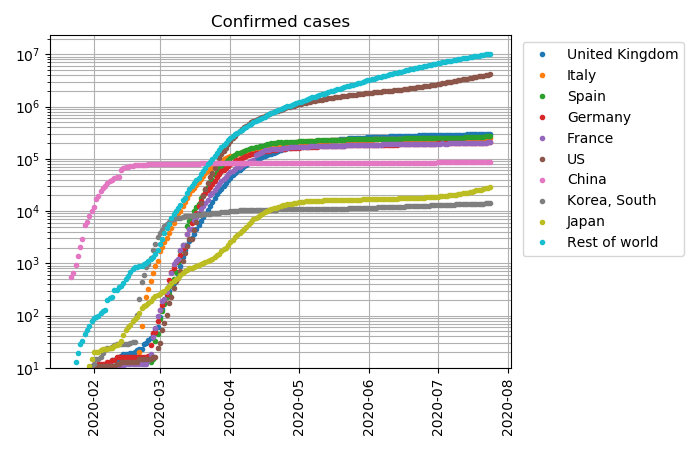 Confirmed cases
10^7
10^6
10^5
10^4
10^3
10^2
10^1
2020-02
2020-03
2020-04
2020-05
2020-06
2020-07
2020-08
United Kingdom
Italy
Spain
Germany
France
US
China
Korea, South
Japan
Rest of world